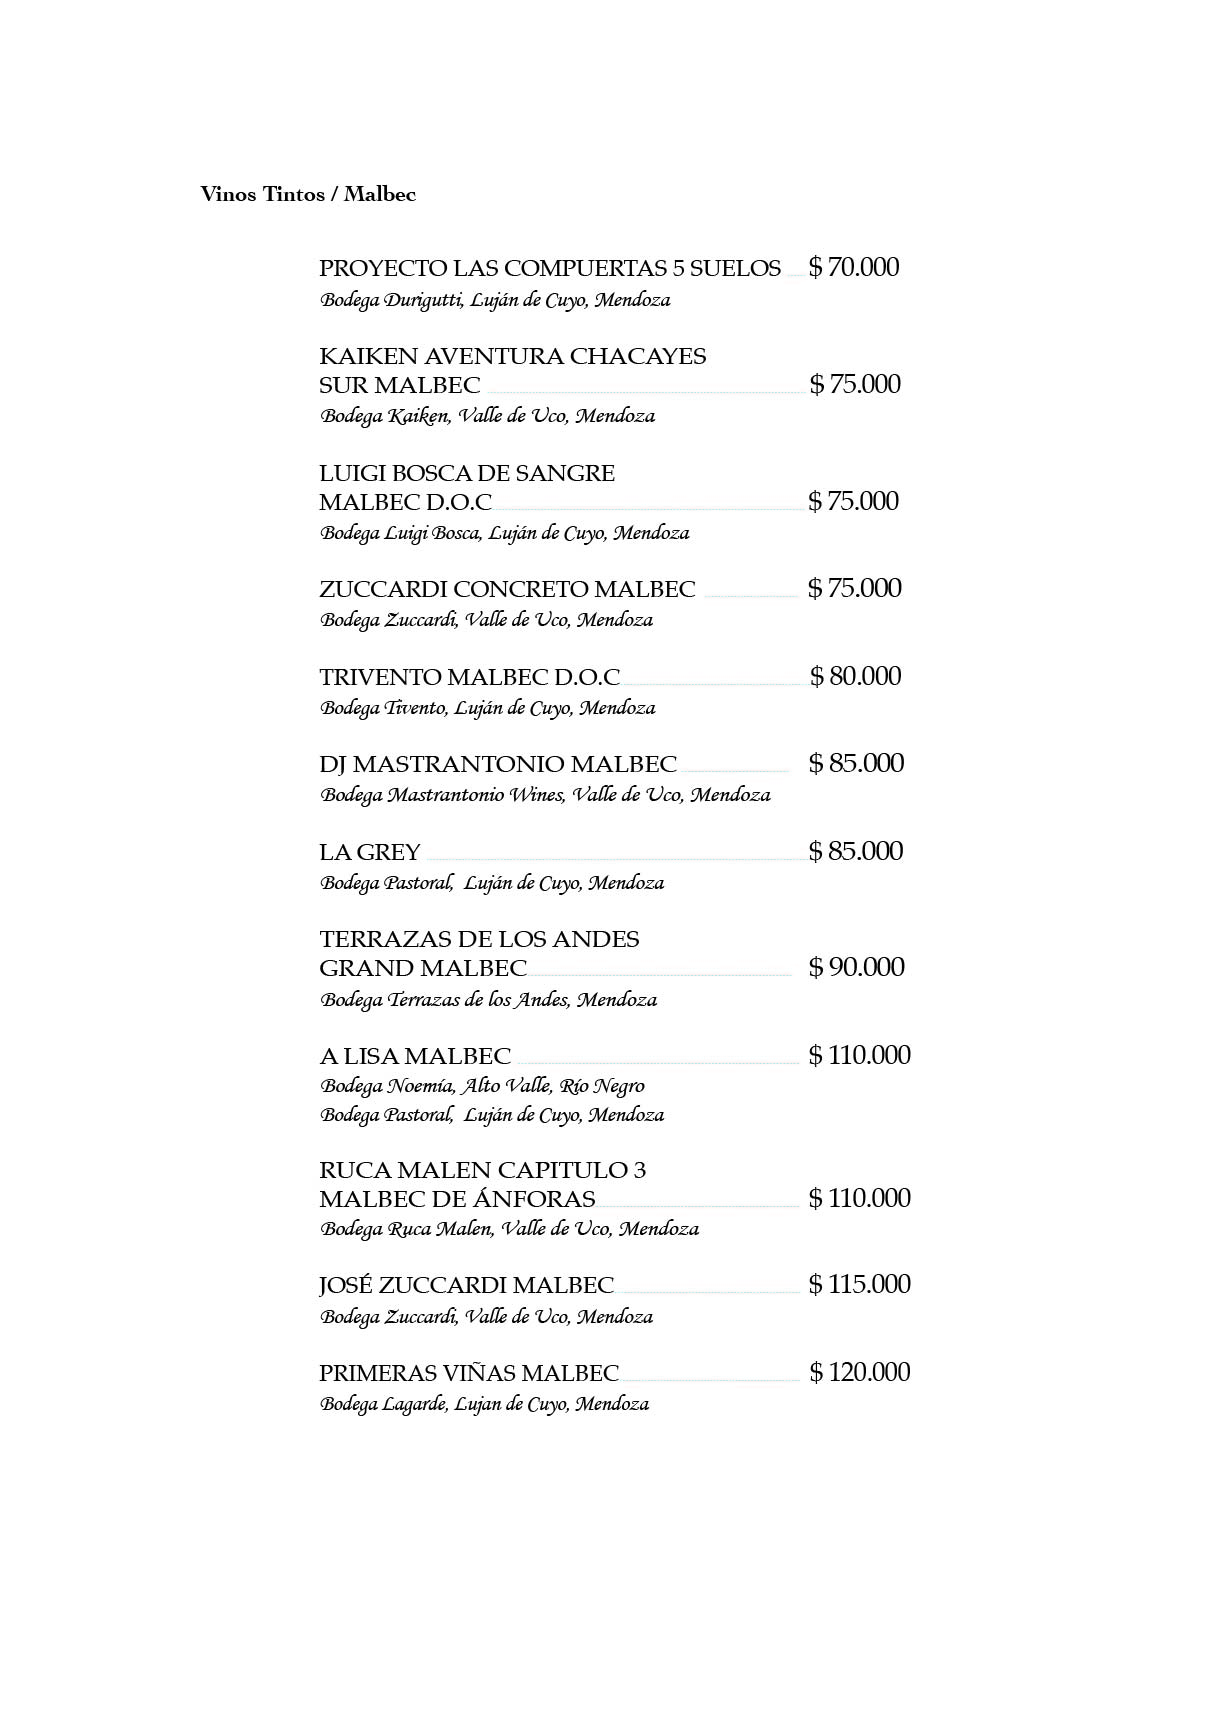 Vinos Tintos / Malbec
PROYECTO LAS COMPUERTAS 5 SUELOS $ 70.000
Bodega Durigutti, Luján de Cuyo, Mendoza
KAIKEN AVENTURA CHACAYES
SUR MALBEC $ 75.000
Bodega Kaiken, Valle de Uco, Mendoza
LUIGI BOSCA DE SANGRE
MALBEC D.O.C $ 75.000
Bodega Luigi Bosca, Luján de Cuyo, Mendoza
ZUCCARDI CONCRETO MALBEC $ 75.000
Bodega Zuccardi, Valle de Uco, Mendoza
TRIVENTO MALBEC D.O.C $ 80.000
Bodega Tivento, Luján de Cuyo, Mendoza
DJ MASTRANTONIO MALBEC $ 85.000
Bodega Mastrantonio Wines, Valle de Uco, Mendoza
LA GREY $ 85.000
Bodega Pastoral, Luján de Cuyo, Mendoza
TERRAZAS DE LOS ANDES
GRAND MALBEC $ 90.000
Bodega Terrazas de los Andes, Mendoza
A LISA MALBEC $ 110.000
Bodega Noemía, Alto Valle, Río Negro
Bodega Pastoral, Luján de Cuyo, Mendoza
RUCA MALEN CAPITULO 3
MALBEC DE ÁNFORAS $ 110.000
Bodega Ruca Malen, Valle de Uco, Mendoza
JOSÉ ZUCCARDI MALBEC $ 115.000
Bodega Zuccardi, Valle de Uco, Mendoza
PRIMERAS VIÑAS MALBEC $ 120.000
Bodega Lagarde, Lujan de Cuyo, Mendoza